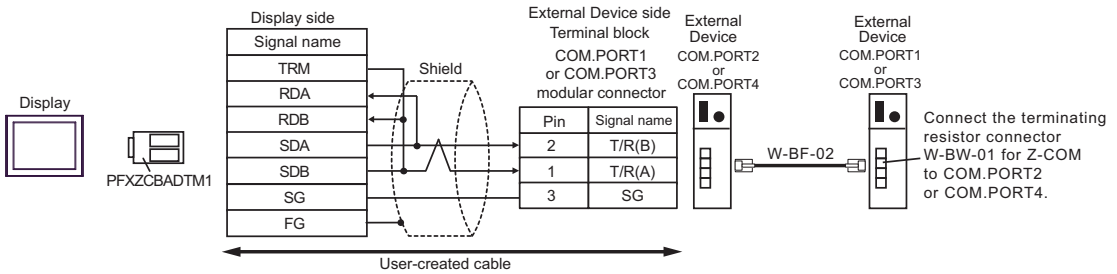 Display
PFXZCBADTM1
Display side
Signal name
TRM
RDA
RDB
SDA
SDB
SG
FG
Shield
User-created cable
External Device side
Terminal block
COM.PORT1
or COM.PORT3
modular connector
Pin Signal name
2 T/R(B)
1 T/R(A)
3 SG
External
Device
COM.PORT2
or
COM.PORT4
W-BF-02
External
Device
COM.PORT1
or
COM.PORT3
Connect the terminating
resistor connector
W-BW-01 for Z-COM
to COM.PORT2
or COM.PORT4.